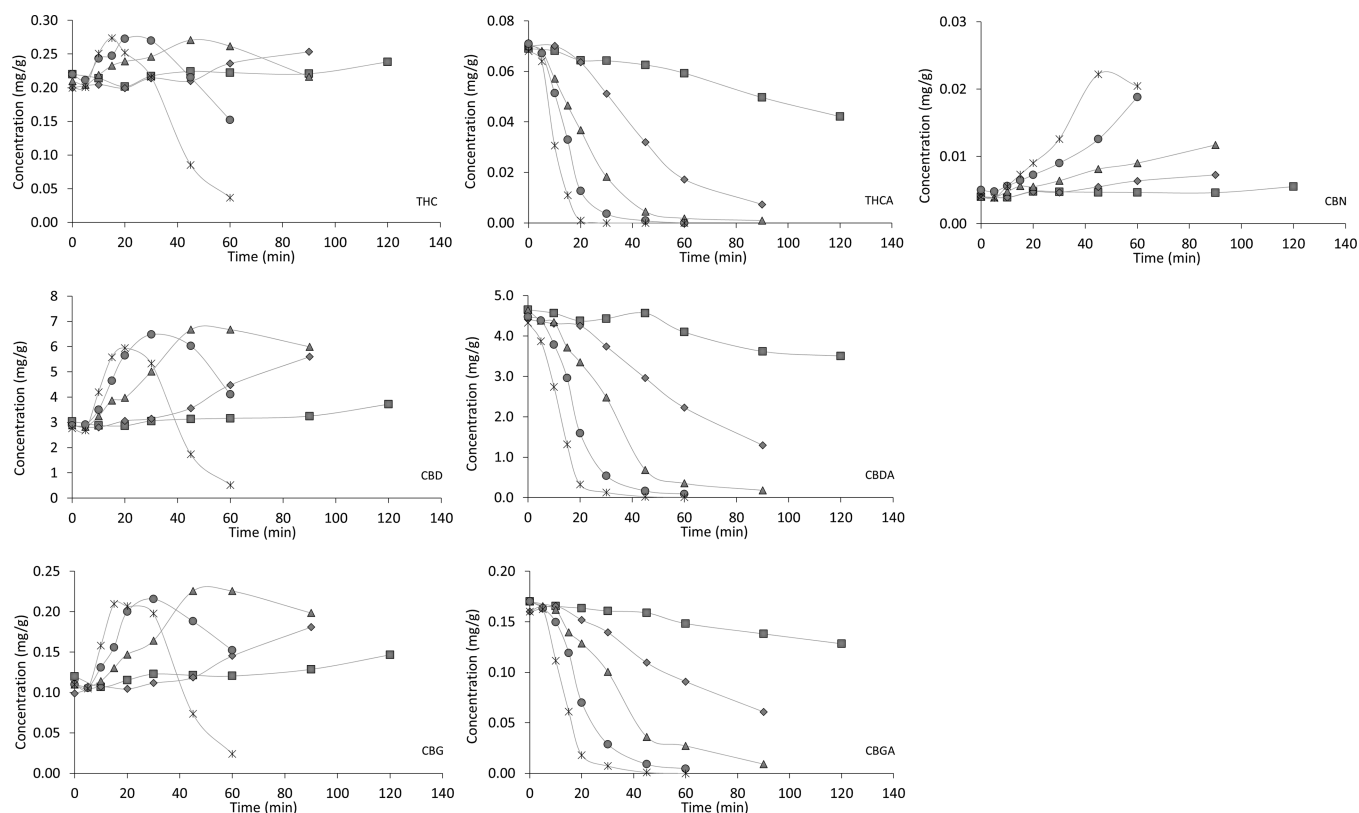 0.30
0.25
0.20
0.15
0.10
0.05
0.00
Concentration (mg/g)
0 20 40 60 80 100 120 140
Time (min)
THC
0.08
0.06
0.04
0.02
0.00
Concentration (mg/g)
0 20 40 60 80 100 120 140
Time (min)
THCA
0.03
0.02
0.01
0.00
Concentration (mg/g)
0 20 40 60 80 100 120 140
Time (min)
CBN
8
7
6
5
4
3
2
1
0
Concentration (mg/g)
0 20 40 60 80 100 120 140
Time (min)
CBD
5.0
4.0
3.0
2.0
1.0
0.0
Concentration (mg/g)
0 20 40 60 80 100 120 140
Time (min)
CBDA
0.25
0.20
0.15
0.10
0.05
0.00
Concentration (mg/g)
0 20 40 60 80 100 120 140
Time (min)
CBG
0.20
0.15
0.10
0.05
0.00
Concentration (mg/g)
0 20 40 60 80 100 120 140
Time (min)
CBGA